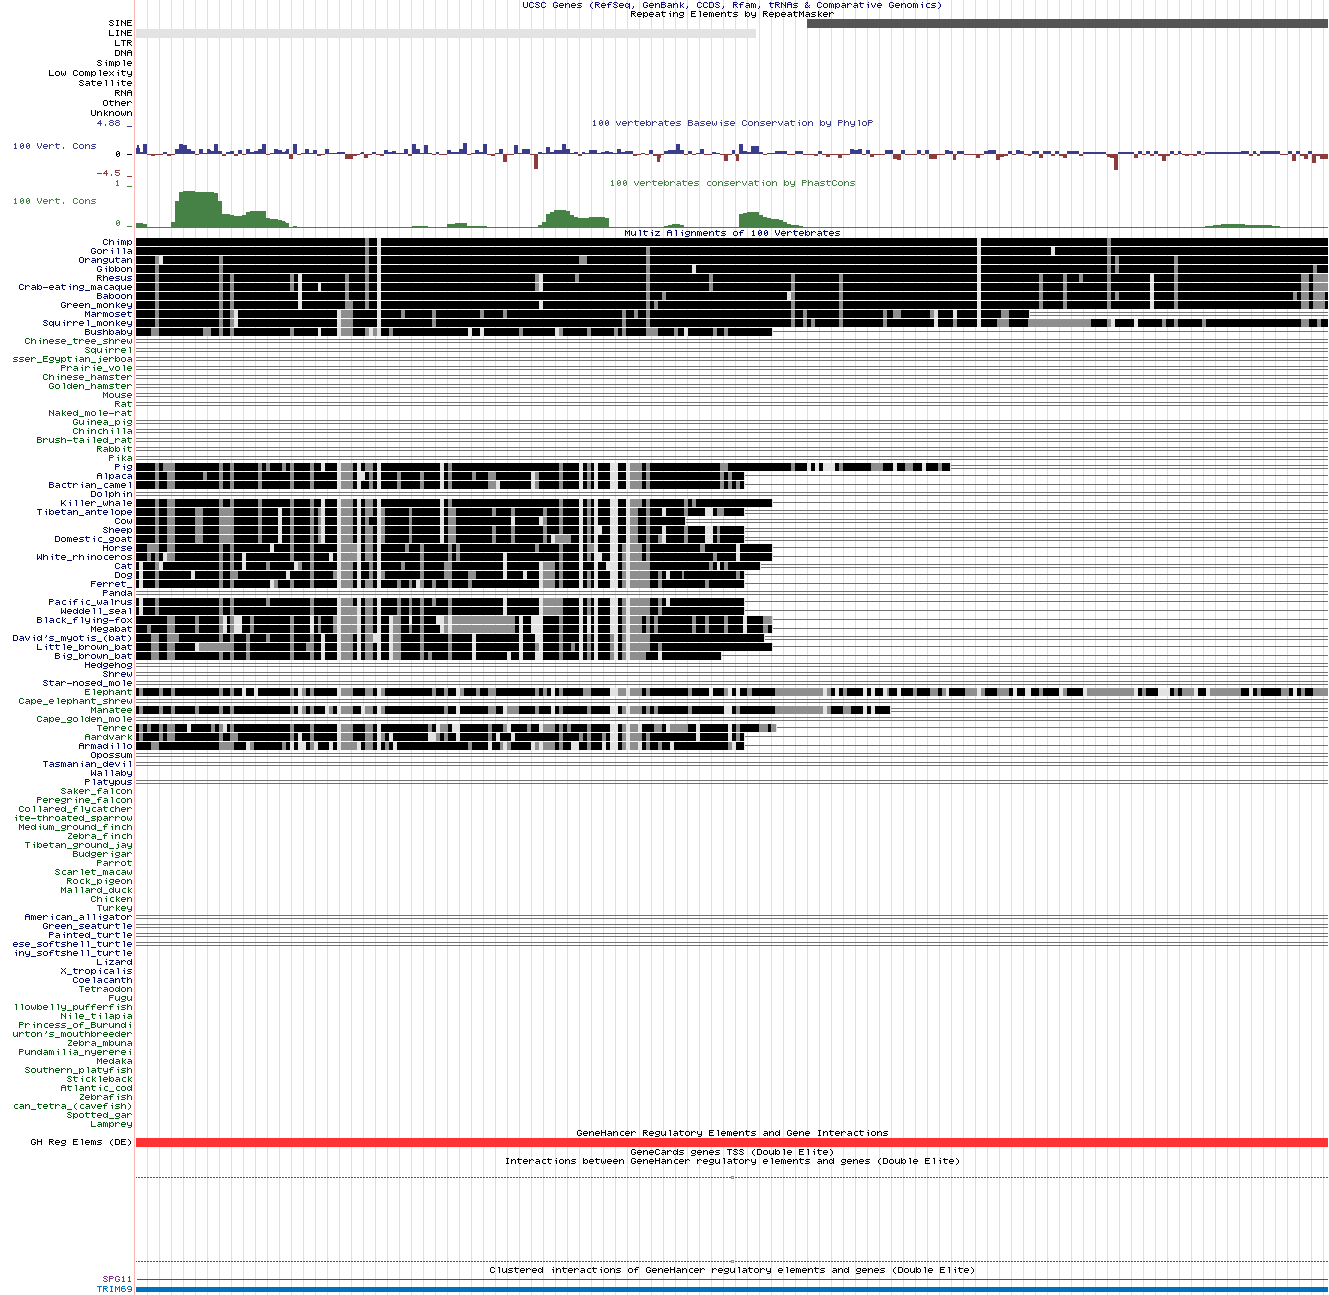 UCSC Genes (RefSeq, GenBank, CCDS, Rfam, tRNAs & Comparative Genomics)
Repeating Elements by RepeatMasker
SINE
LINE
LTR
DNA
Simple
Low Complexity
Satellite
RNA
Other
Unknown
4.88 _
100 vertebrates Basewise Conservation by PhyloP
100 Vert. Cons
0 _
-4.5 _
100 vertebrates conservation by PhastCons
1 _
100 Vert. Cons
0 _
Multiz Alignments of 100 Vertebrates
Chimp
Gorilla
Orangutan
Gibbon
Rhesus
Crab-eating_macaque
Baboon
Green_monkey
Marmoset
Squirrel_monkey
Bushbaby
Chinese_tree_shrew
Squirrel
sser_Egyptian_jerboa
Prairie_vole
Chinese_hamster
Golden_hamster
Mouse
Rat
Naked_mole-rat
Guinea_pig
Chinchilla
Brush-tailed_rat
Rabbit
Pika
Pig
Alpaca
Bactrian_camel
Dolphin
Killer_whale
Tibetan_antelope
Cow
Sheep
Domestic_goat
Horse
White_rhinoceros
Cat
Dog
Ferret_
Panda
Pacific_walrus
Weddell_seal
Black_flying-fox
Megabat
David's_myotis_(bat)
Little_brown_bat
Big_brown_bat
Hedgehog
Shrew
Star-nosed_mole
Elephant
Cape_elephant_shrew
Manatee
Cape_golden_mole
Tenrec
Aardvark
Armadillo
Opossum
Tasmanian_devil
Wallaby
Platypus
Saker_falcon
Peregrine_falcon
Collared_flycatcher
ite-throated_sparrow
Medium_ground_finch
Zebra_finch
Tibetan_ground_jay
Budgerigar
Parrot
Scarlet_macaw
Rock_pigeon
Mallard_duck
Chicken
Turkey
American_alligator
Green_seaturtle
Painted_turtle
ese_softshell_turtle
iny_softshell_turtle
Lizard
X_tropicalis
Coelacanth
Tetraodon
Fugu
llowbelly_pufferfish
Nile_tilapia
Princess_of_Burundi
urton's_mouthbreeder
Zebra_mbuna
Pundamilia_nyererei
Medaka
Southern_platyfish
Stickleback
Atlantic_cod
Zebrafish
can_tetra_(cavefish)
Spotted_gar
Lamprey
GeneHancer Regulatory Elements and Gene Interactions
GH Reg Elems (DE)
GeneCards genes TSS (Double Elite)
Interactions between GeneHancer regulatory elements and genes (Double Elite)
Clustered interactions of GeneHancer regulatory elements and genes (Double Elite)
SPG11
TRIM69